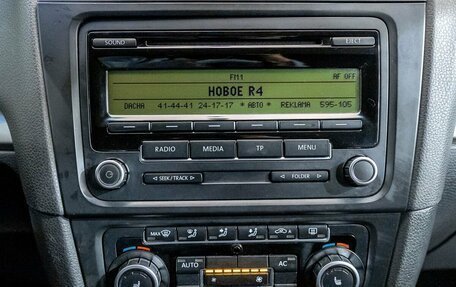 SOUND
EJECT
FM1 AF OFF
НОВОЕ R4
DACHA 41-44-41 24-17-17 * АВТО * REKLAMA 595-105
RADIO MEDIA TP MENU
SEEK/TRACK FOLDER
MAX
AUTO AC